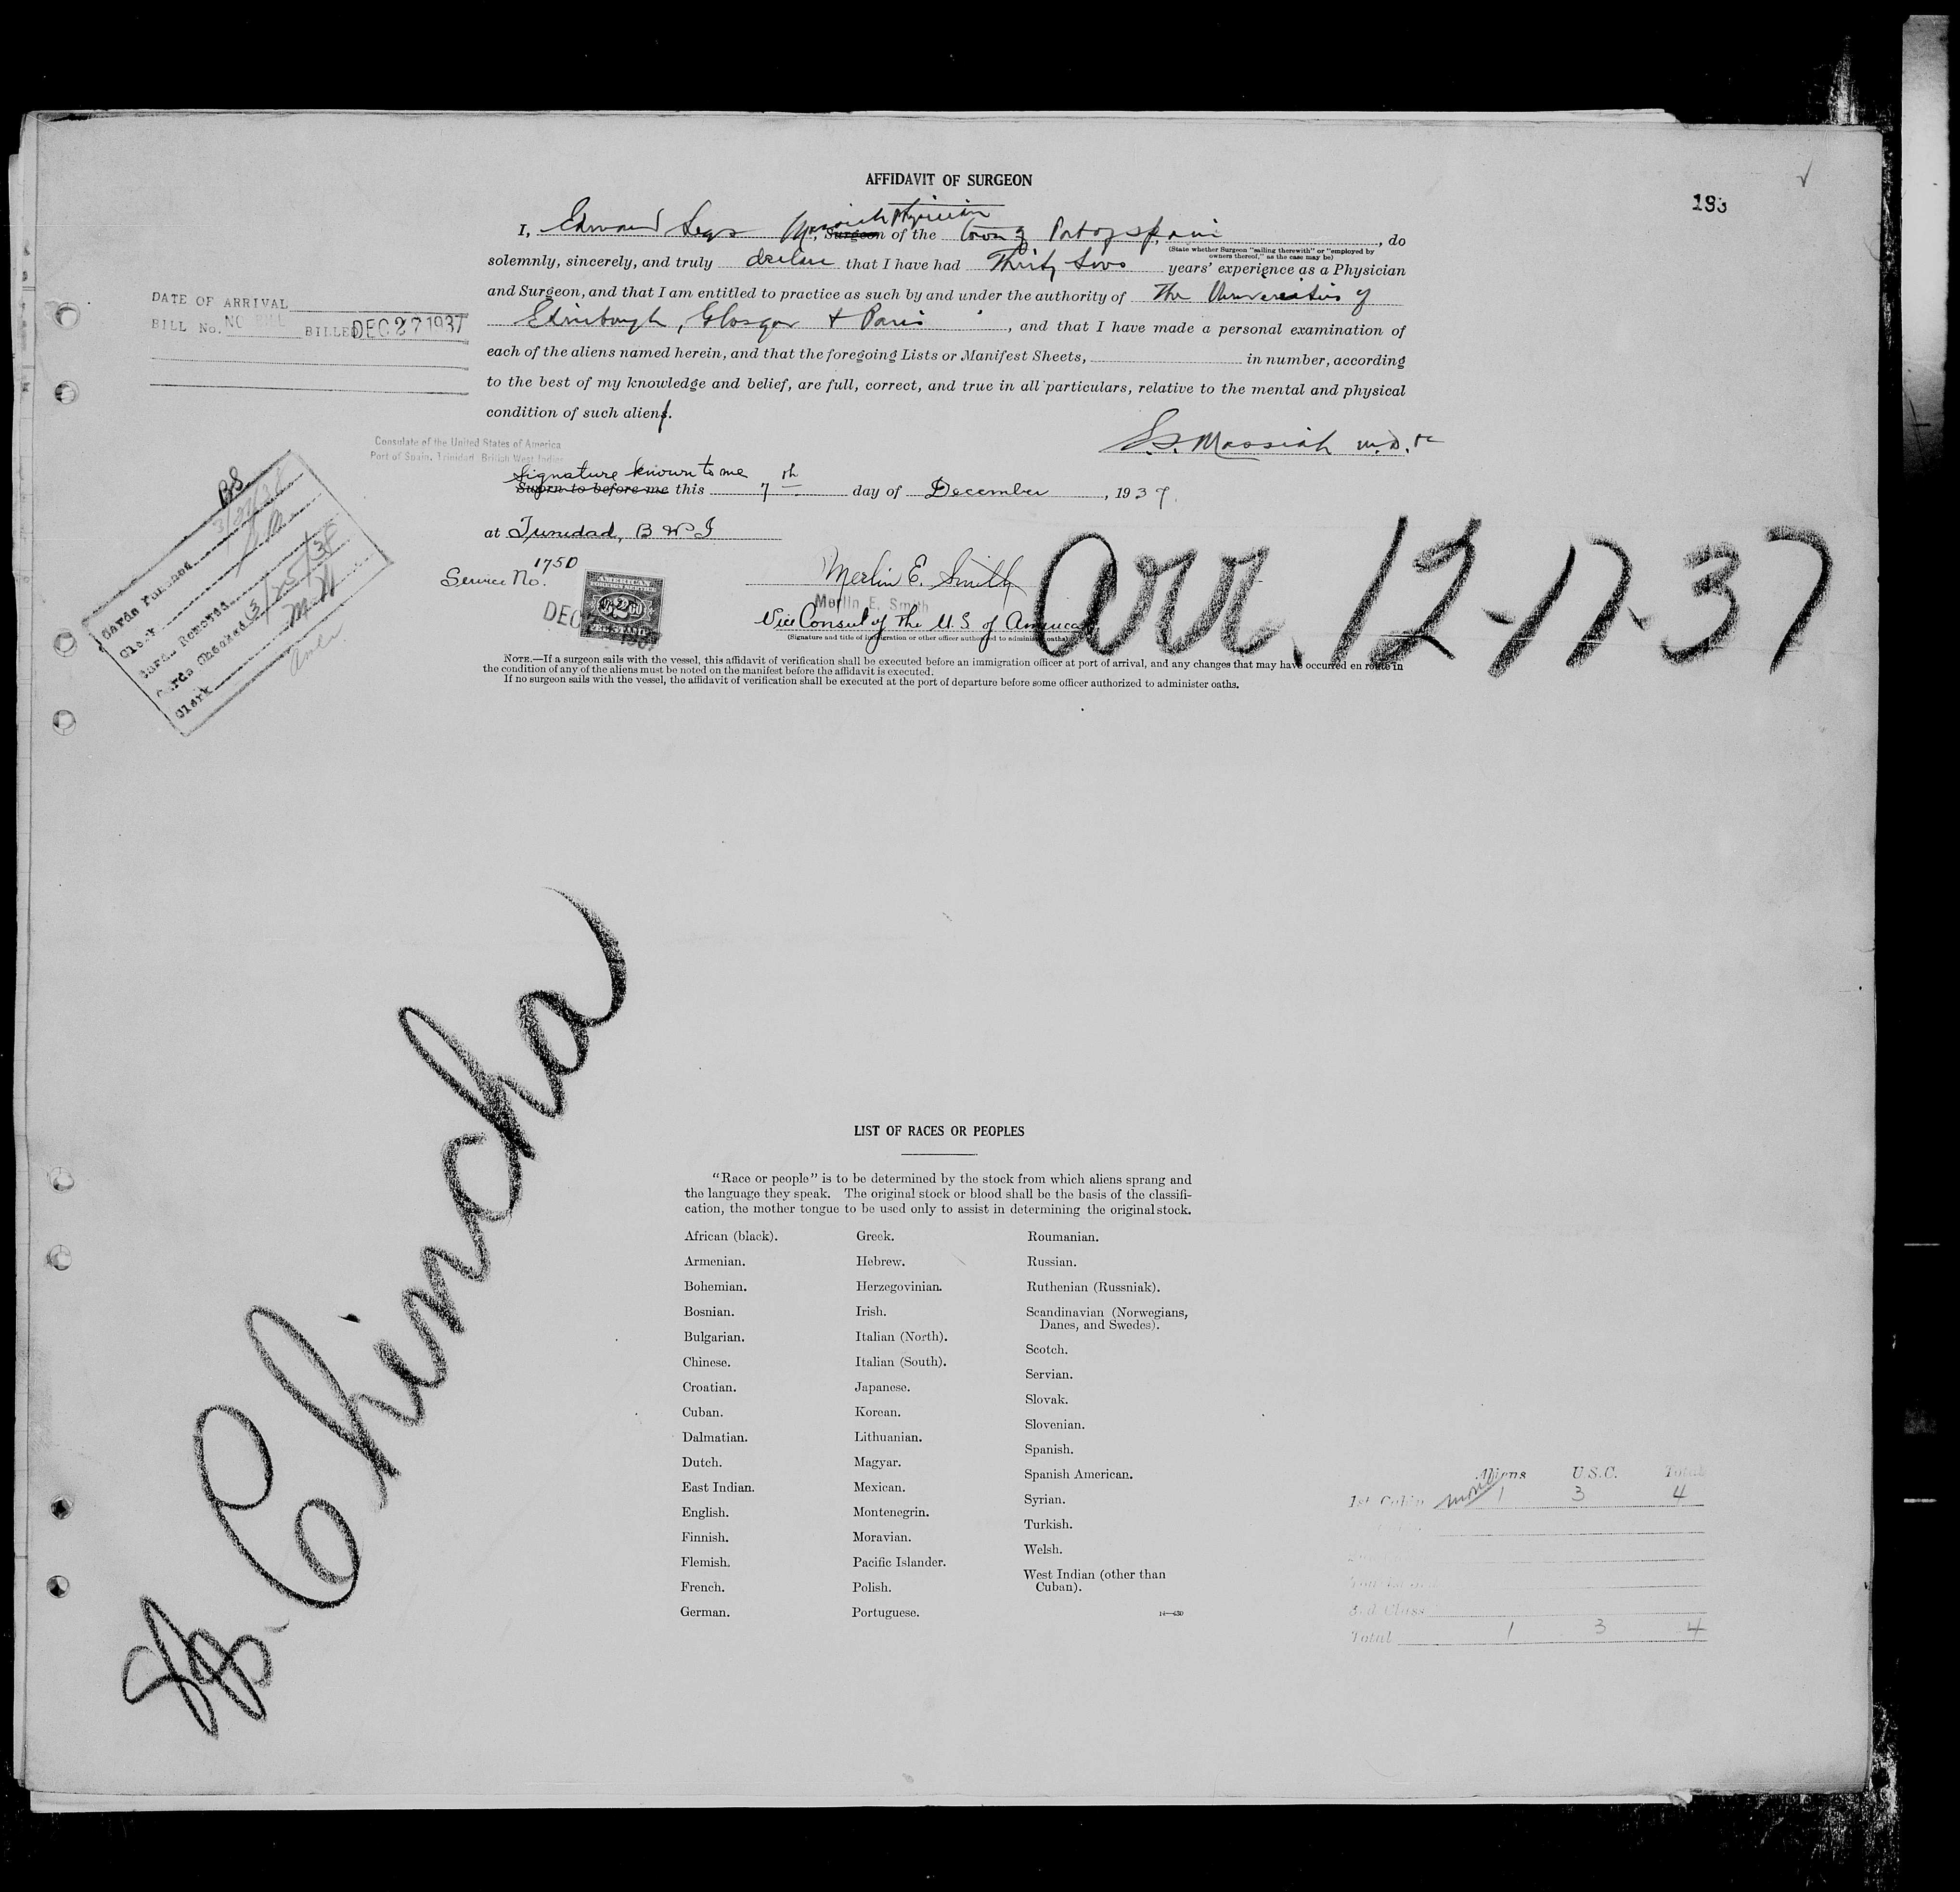 AFFIDAVIT OF SURGEON
193
I, Edward Physician
Surgeon of the town of Port of Spain, do
(State whether Surgeon "sailing therewith" or "employed by owners thereof," as the case may be)
solemnly, sincerely, and truly declare that I have had Thirty two years' experience as a Physician
and Surgeon, and that I am entitled to practice as such by and under the authority of The Universities of
Edinburgh, Glasgow & Paris, and that I have made a personal examination of
each of the aliens named herein, and that the foregoing Lists or Manifest Sheets, in number, according
to the best of my knowledge and belief, are full, correct, and true in all particulars, relative to the mental and physical
condition of such alien.
DATE OF ARRIVAL
BILL No. NO BILL BILLED DEC 27 1937
Massiah M.D.
Consulate of the United States of America
Port of Spain, Trinidad British West Indies
Signature known to me
Sworn to before me this 7th day of December, 1937.
at Trinidad, B W I
Service No. 1750
AMERICAN
FOREIGN SERVICE
DEC 1937
Merlin E. Smith
Merlin E. Smith
Vice Consul of The U.S of America
(Signature and title of immigration or other officer authorized to administer oaths)
arr. 12-17-37
Cards Punched BS
Clerk
Cards Removed
Cards Checked 3/25/38
Clerk
NOTE.—If a surgeon sails with the vessel, this affidavit of verification shall be executed before an immigration officer at port of arrival, and any changes that may have occurred en route in
the condition of any of the aliens must be noted on the manifest before the affidavit is executed.
If no surgeon sails with the vessel, the affidavit of verification shall be executed at the port of departure before some officer authorized to administer oaths.
SS. Chincha
LIST OF RACES OR PEOPLES
"Race or people" is to be determined by the stock from which aliens sprang and
the language they speak. The original stock or blood shall be the basis of the classifi-
cation, the mother tongue to be used only to assist in determining the original stock.
African (black).
Armenian.
Bohemian.
Bosnian.
Bulgarian.
Chinese.
Croatian.
Cuban.
Dalmatian.
Dutch.
East Indian.
English.
Finnish.
Flemish.
French.
German.
Greek.
Hebrew.
Herzegovinian.
Irish.
Italian (North).
Italian (South).
Japanese.
Korean.
Lithuanian.
Magyar.
Mexican.
Montenegrin.
Moravian.
Pacific Islander.
Polish.
Portuguese.
Roumanian.
Russian.
Ruthenian (Russniak).
Scandinavian (Norwegians,
Danes, and Swedes).
Scotch.
Servian.
Slovak.
Slovenian.
Spanish.
Spanish American.
Syrian.
Turkish.
Welsh.
West Indian (other than
Cuban).
14—430
Aliens U.S.C. Total
1st Cabin 1 3 4
3rd Class
Total 1 3 4